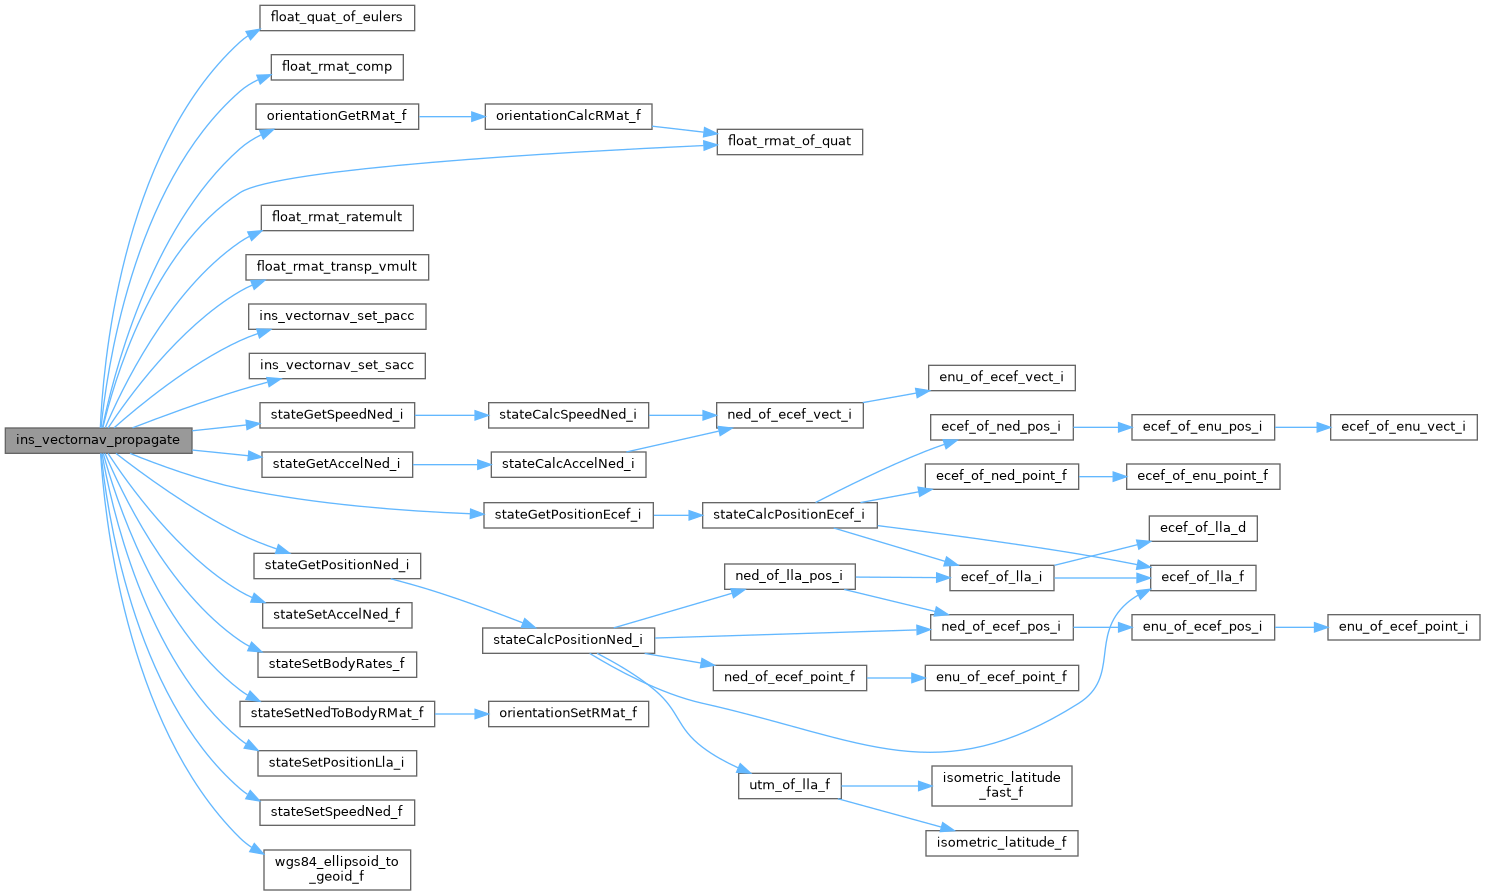 float_quat_of_eulers
float_rmat_comp
orientationGetRMat_f
orientationCalcRMat_f
float_rmat_of_quat
float_rmat_ratemult
float_rmat_transp_vmult
ins_vectornav_set_pacc
ins_vectornav_set_sacc
enu_of_ecef_vect_i
stateGetSpeedNed_i
stateCalcSpeedNed_i
ned_of_ecef_vect_i
ecef_of_ned_pos_i
ecef_of_enu_pos_i
ecef_of_enu_vect_i
ins_vectornav_propagate
stateGetAccelNed_i
stateCalcAccelNed_i
ecef_of_ned_point_f
ecef_of_enu_point_f
stateGetPositionEcef_i
stateCalcPositionEcef_i
ecef_of_lla_d
stateGetPositionNed_i
ned_of_lla_pos_i
ecef_of_lla_i
ecef_of_lla_f
stateSetAccelNed_f
stateCalcPositionNed_i
ned_of_ecef_pos_i
enu_of_ecef_pos_i
enu_of_ecef_point_i
stateSetBodyRates_f
ned_of_ecef_point_f
enu_of_ecef_point_f
stateSetNedToBodyRMat_f
orientationSetRMat_f
stateSetPositionLla_i
utm_of_lla_f
isometric_latitude
_fast_f
stateSetSpeedNed_f
isometric_latitude_f
wgs84_ellipsoid_to
_geoid_f